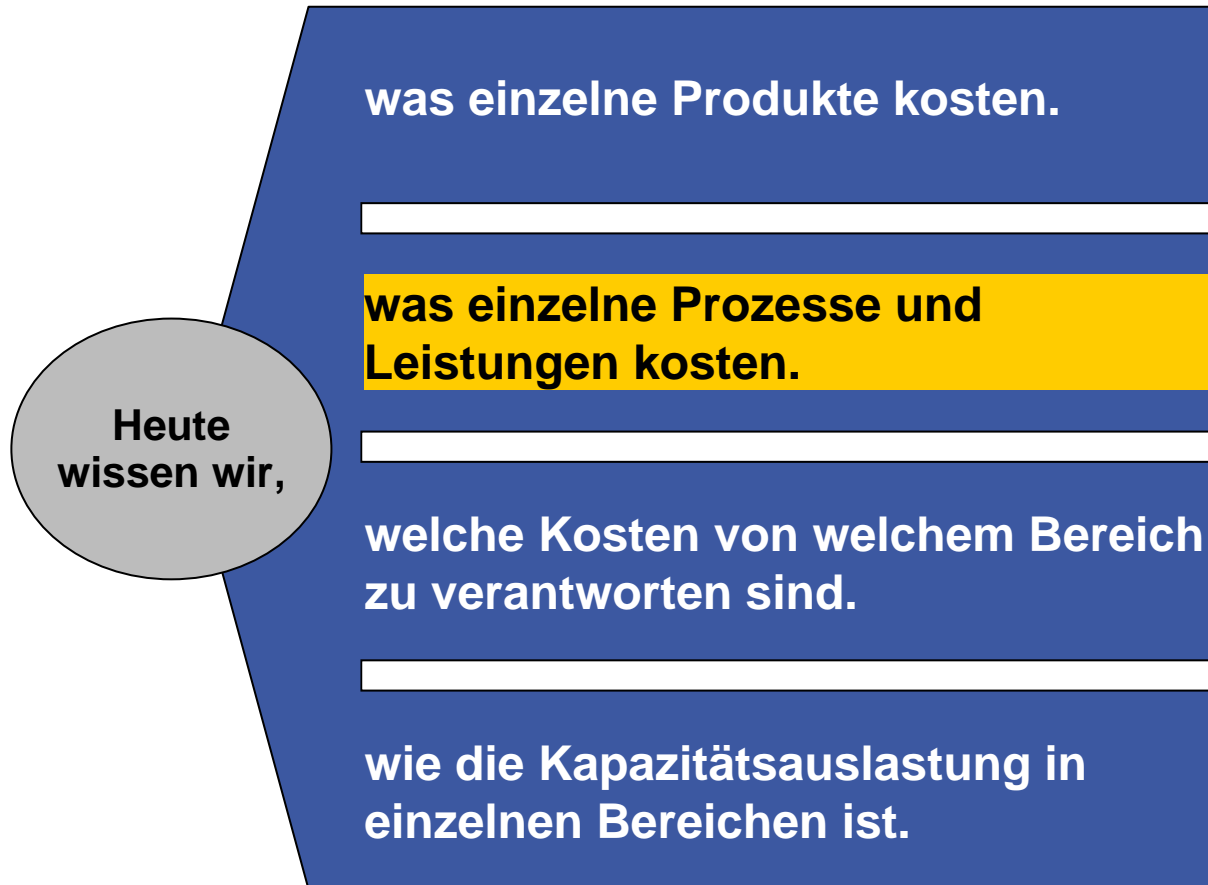 was einzelne Produkte kosten.
was einzelne Prozesse und
Leistungen kosten.
Heute
wissen wir,
welche Kosten von welchem Bereich
zu verantworten sind.
wie die Kapazitätsauslastung in
einzelnen Bereichen ist.